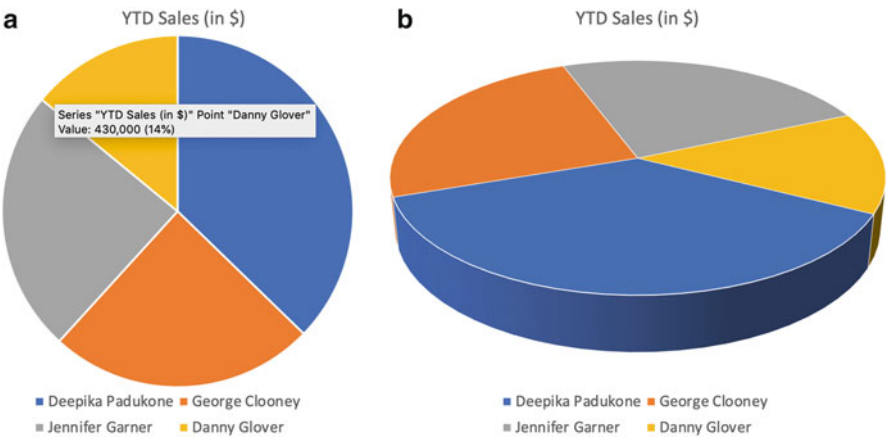 a
YTD Sales (in $)
Series "YTD Sales (in $)" Point "Danny Glover"
Value: 430,000 (14%)
Deepika Padukone George Clooney
Jennifer Garner Danny Glover
b
YTD Sales (in $)
Deepika Padukone George Clooney
Jennifer Garner Danny Glover